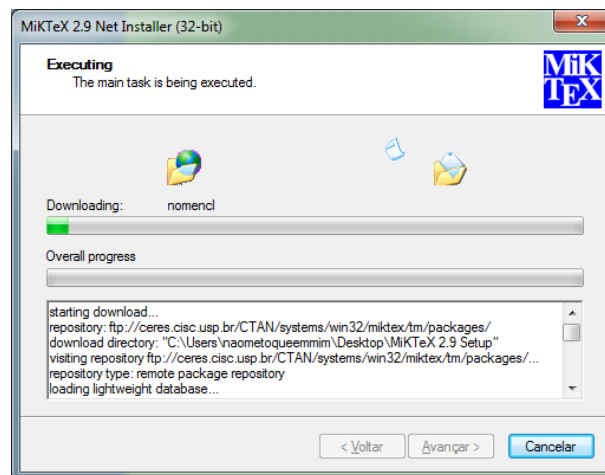 MiKTeX 2.9 Net Installer (32-bit)
Executing
The main task is being executed.
MiK
TEX
Downloading: nomencl
Overall progress
starting download...
repository: ftp://ceres.cisc.usp.br/CTAN/systems/win32/miktex/tm/packages/
download directory: "C:\Users\naometoqueemmim\Desktop\MiKTeX 2.9 Setup"
visiting repository ftp://ceres.cisc.usp.br/CTAN/systems/win32/miktex/tm/packages/...
repository type: remote package repository
loading lightweight database...
< Voltar Avançar > Cancelar